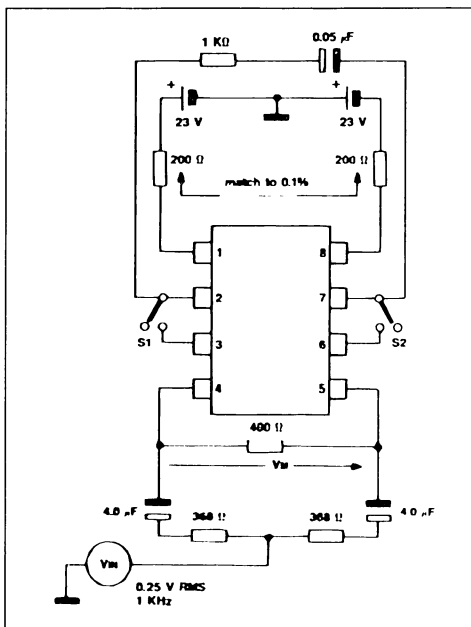 1 KΩ 0.05 µF
+ +
23 V 23 V
200 Ω 200 Ω
match to 0.1%
1 8
2 7
S1 S2
3 6
4 5
400 Ω
VM
4.0 µF 4.0 µF
368 Ω 368 Ω
VIN
0.25 V RMS
1 KHz